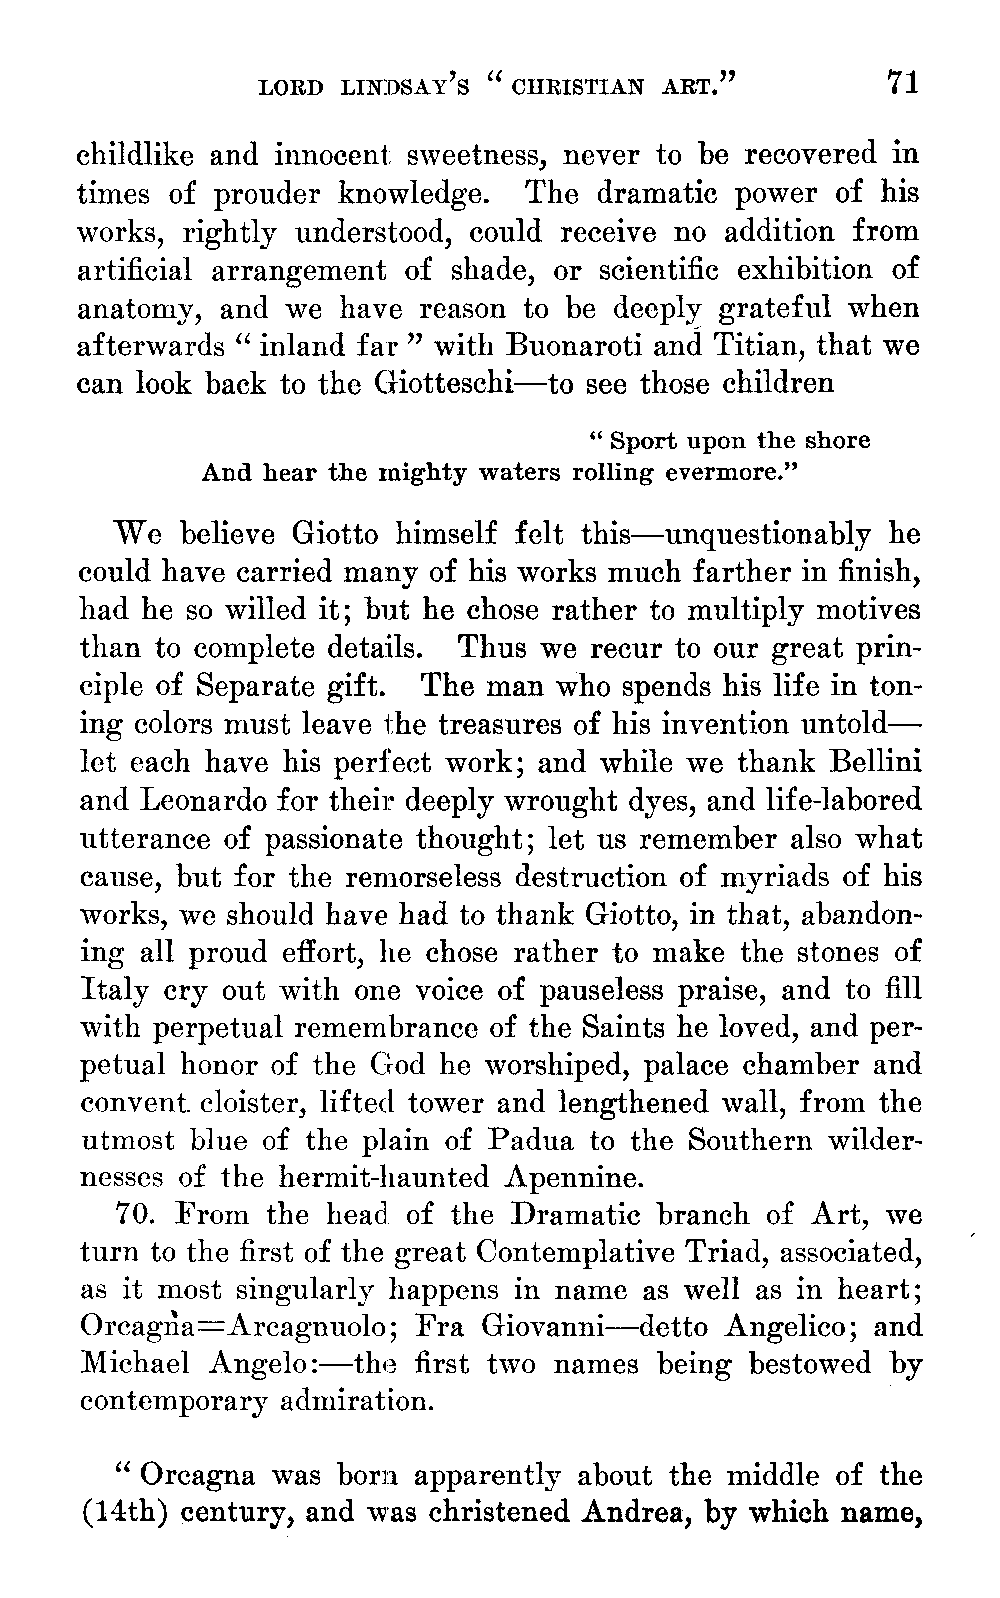 LORD LINDSAY'S " CHRISTIAN ART." 71
childlike and innocent sweetness, never to be recovered in
times of prouder knowledge. The dramatic power of his
works, rightly understood, could receive no addition from
artificial arrangement of shade, or scientific exhibition of
anatomy, and we have reason to be deeply grateful when
afterwards " inland far " with Buonaroti and Titian, that we
can look back to the Giotteschi—to see those children
" Sport upon the shore
And hear the mighty waters rolling evermore."
We believe Giotto himself felt this—unquestionably he
could have carried many of his works much farther in finish,
had he so willed it; but he chose rather to multiply motives
than to complete details. Thus we recur to our great prin-
ciple of Separate gift. The man who spends his life in ton-
ing colors must leave the treasures of his invention untold—
let each have his perfect work; and while we thank Bellini
and Leonardo for their deeply wrought dyes, and life-labored
utterance of passionate thought; let us remember also what
cause, but for the remorseless destruction of myriads of his
works, we should have had to thank Giotto, in that, abandon-
ing all proud effort, he chose rather to make the stones of
Italy cry out with one voice of pauseless praise, and to fill
with perpetual remembrance of the Saints he loved, and per-
petual honor of the God he worshiped, palace chamber and
convent cloister, lifted tower and lengthened wall, from the
utmost blue of the plain of Padua to the Southern wilder-
nesses of the hermit-haunted Apennine.
70. From the head of the Dramatic branch of Art, we
turn to the first of the great Contemplative Triad, associated,
as it most singularly happens in name as well as in heart;
Orcagna=Arcagnuolo; Fra Giovanni—detto Angelico; and
Michael Angelo:—the first two names being bestowed by
contemporary admiration.
" Orcagna was born apparently about the middle of the
(14th) century, and was christened Andrea, by which name,